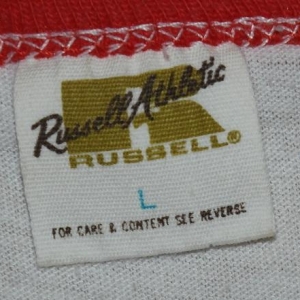 Russell Athletic
RUSSELL®
L
FOR CARE & CONTENT SEE REVERSE